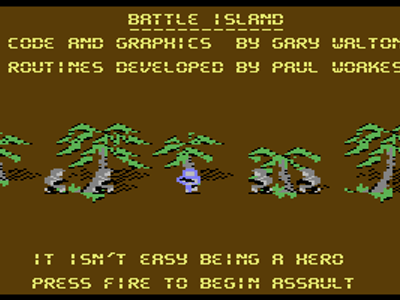 BATTLE ISLAND
CODE AND GRAPHICS BY GARY WALTON
ROUTINES DEVELOPED BY PAUL WOAKES
IT ISN'T EASY BEING A HERO
PRESS FIRE TO BEGIN ASSAULT